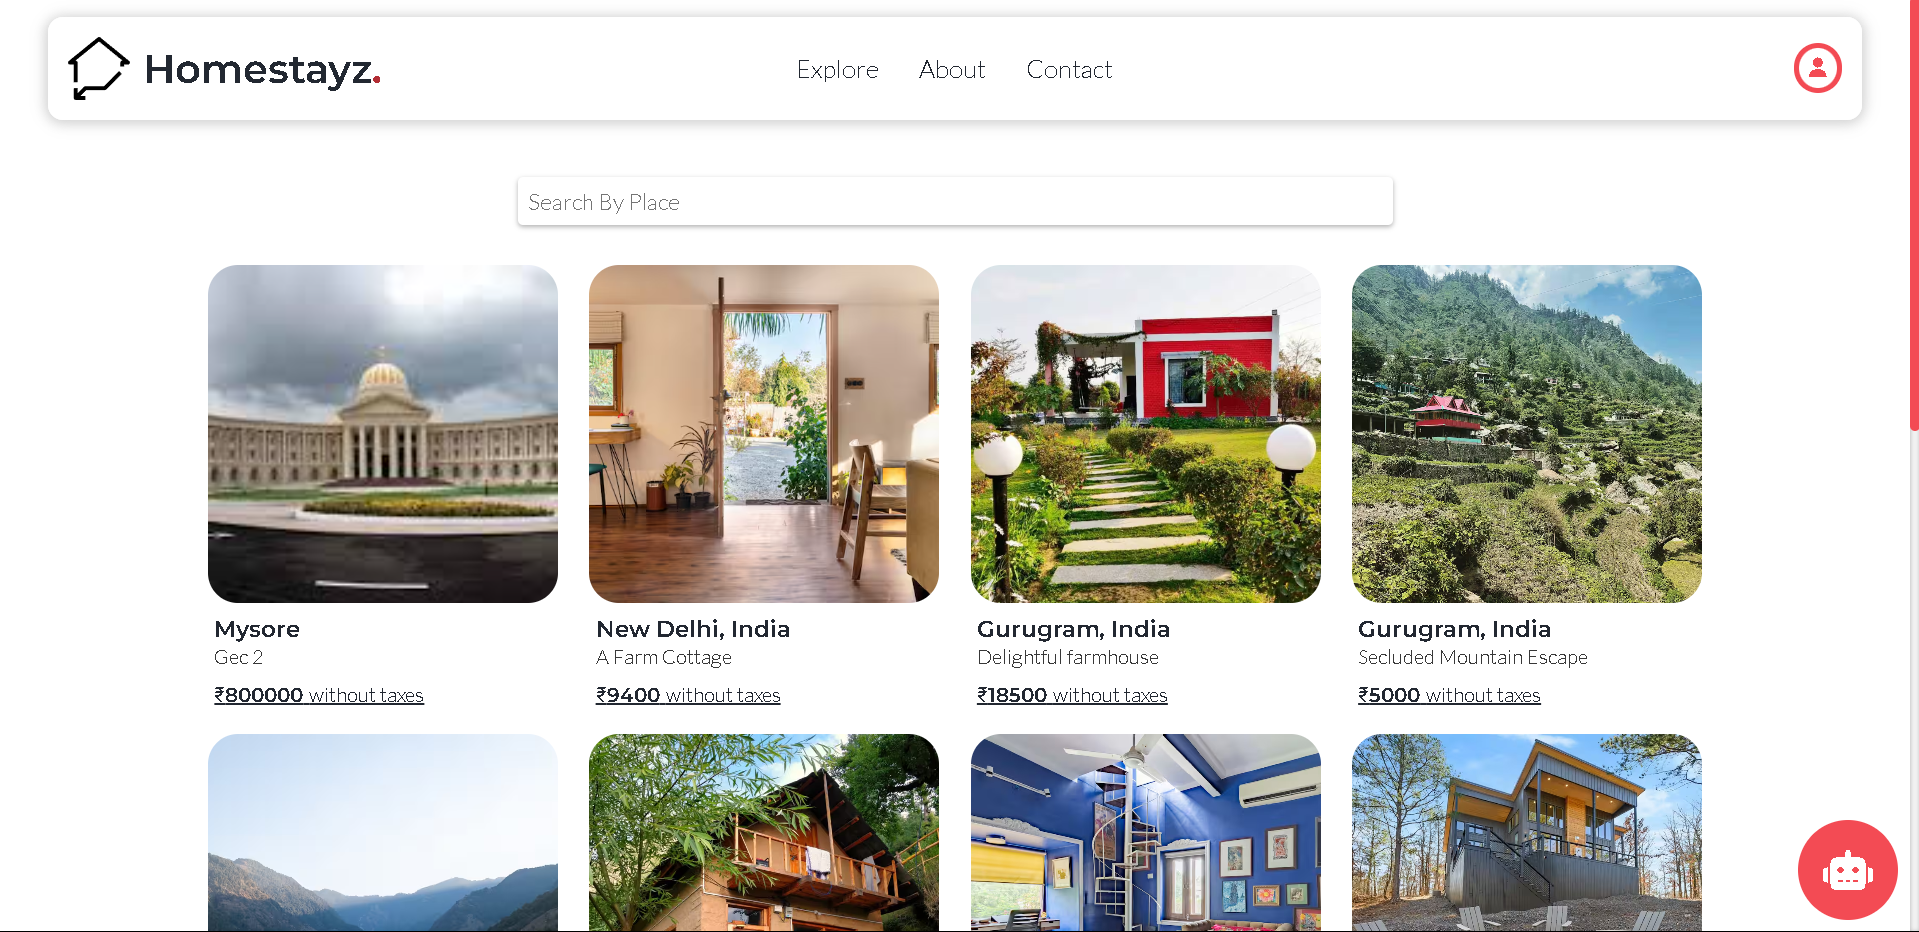 Homestayz.
Explore
About
Contact
Search By Place
Mysore
Gec 2
₹800000 without taxes
New Delhi, India
A Farm Cottage
₹9400 without taxes
Gurugram, India
Delightful farmhouse
₹18500 without taxes
Gurugram, India
Secluded Mountain Escape
₹5000 without taxes